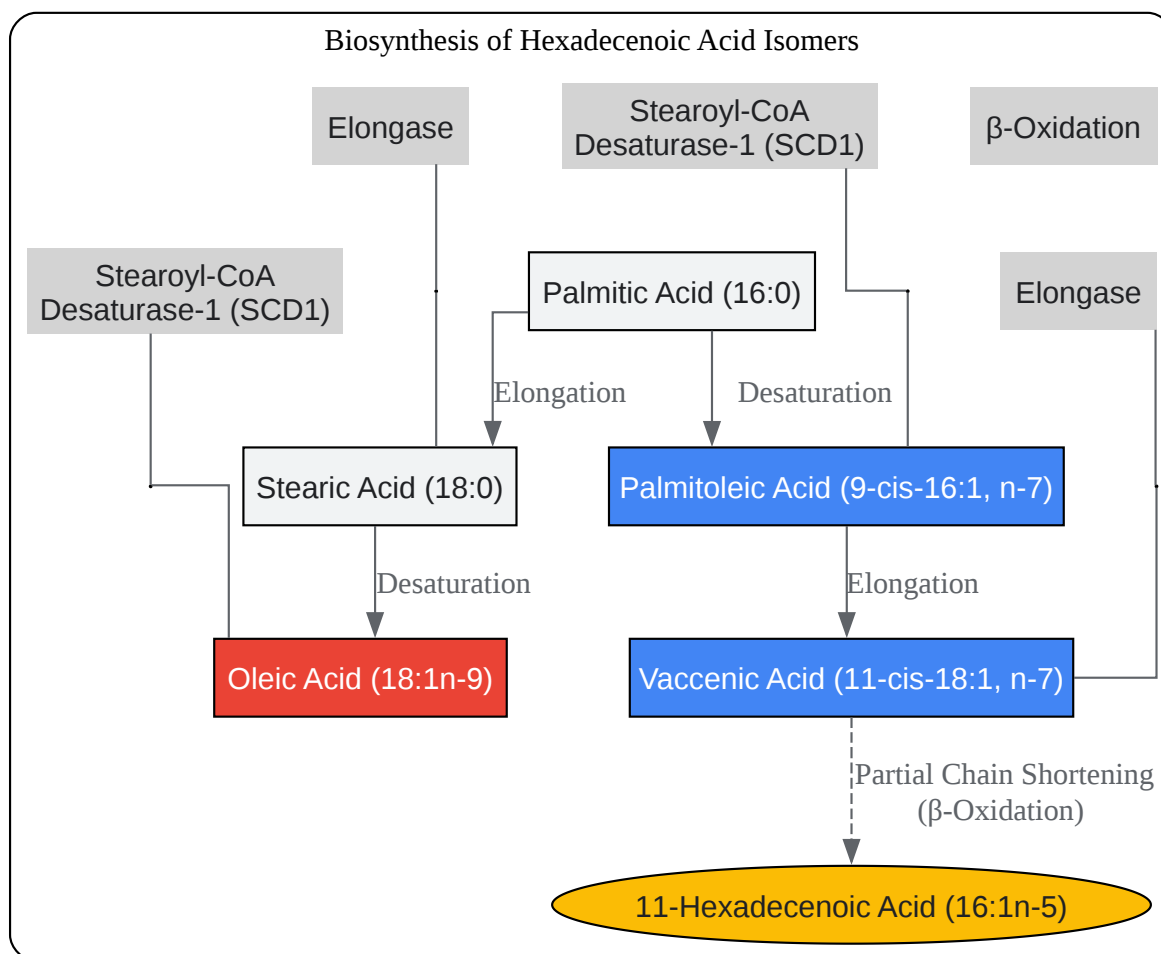 Biosynthesis of Hexadecenoic Acid Isomers
Elongase
Stearoyl-CoA
Desaturase-1 (SCD1)
β-Oxidation
Stearoyl-CoA
Desaturase-1 (SCD1)
Palmitic Acid (16:0)
Elongase
Elongation
Desaturation
Stearic Acid (18:0)
Palmitoleic Acid (9-cis-16:1, n-7)
Desaturation
Elongation
Oleic Acid (18:1n-9)
Vaccenic Acid (11-cis-18:1, n-7)
Partial Chain Shortening
(β-Oxidation)
11-Hexadecenoic Acid (16:1n-5)